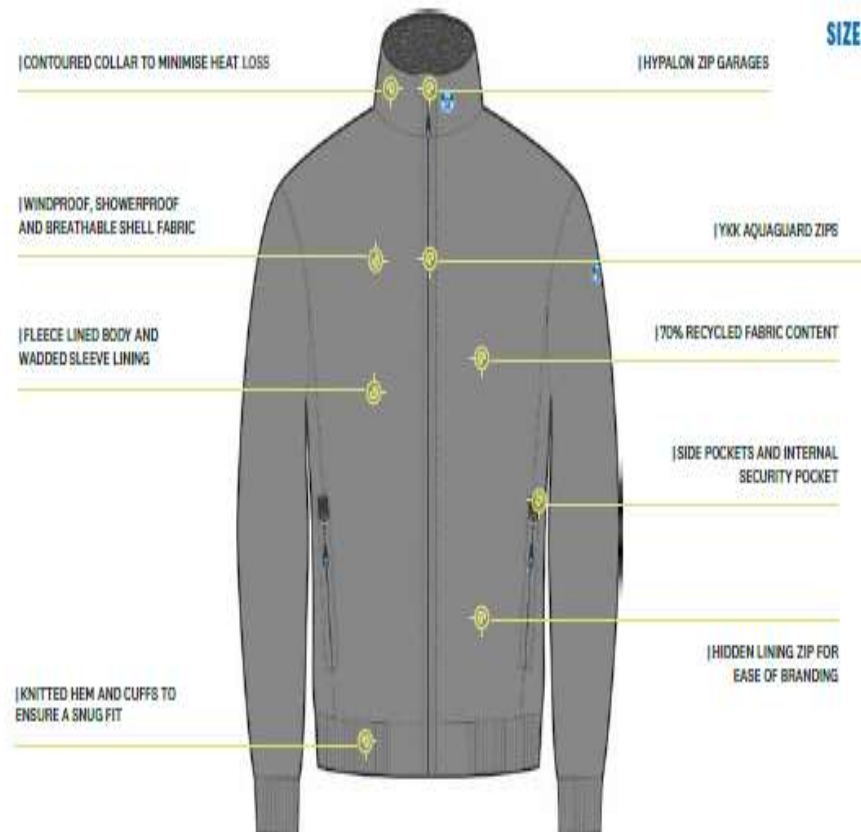 SIZE
|CONTOURED COLLAR TO MINIMISE HEAT LOSS
|HYPALON ZIP GARAGES
|WINDPROOF, SHOWERPROOF
AND BREATHABLE SHELL FABRIC
|YKK AQUAGUARD ZIPS
|FLEECE LINED BODY AND
WADDED SLEEVE LINING
|70% RECYCLED FABRIC CONTENT
|SIDE POCKETS AND INTERNAL
SECURITY POCKET
|HIDDEN LINING ZIP FOR
EASE OF BRANDING
|KNITTED HEM AND CUFFS TO
ENSURE A SNUG FIT